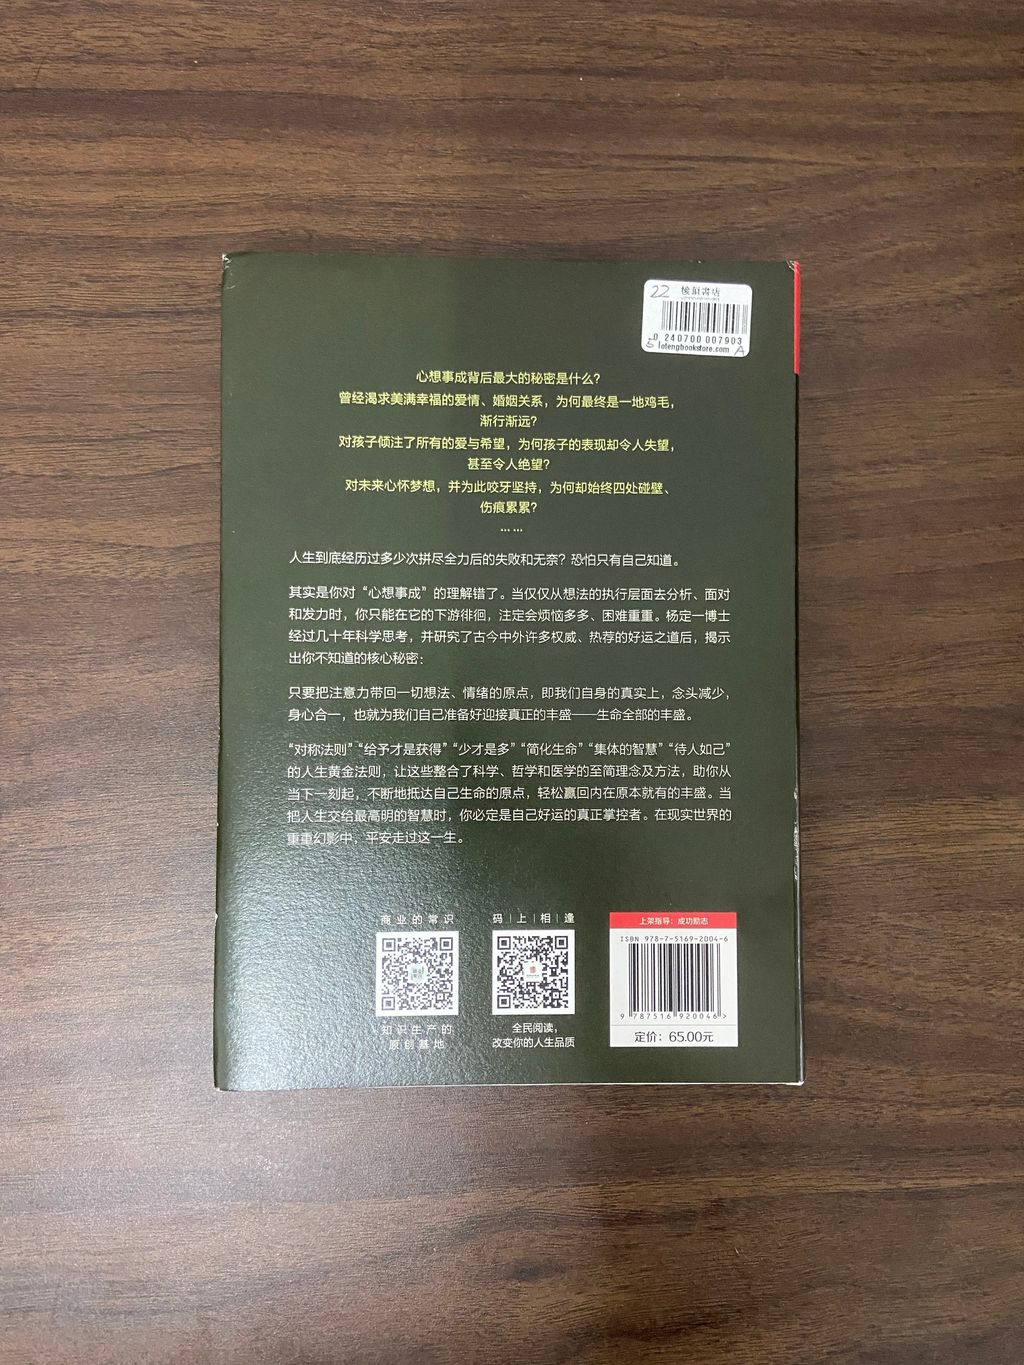 22
0 240700 007903
5 lofengbookstore.com A
心想事成背后最大的秘密是什么?
曾经渴求美满幸福的爱情、婚姻关系，为何最终是一地鸡毛，
渐行渐远?
对孩子倾注了所有的爱与希望，为何孩子的表现却令人失望，
甚至令人绝望?
对未来心怀梦想，并为此咬牙坚持，为何却始终四处碰壁、
伤痕累累?
……
人生到底经历过多少次拼尽全力后的失败和无奈？恐怕只有自己知道。
其实是你对“心想事成”的理解错了。当仅仅从想法的执行层面去分析、面对
和发力时，你只能在它的下游徘徊，注定会烦恼多多、困难重重。杨定一博士
经过几十年科学思考，并研究了古今中外许多权威、热荐的好运之道后，揭示
出你不知道的核心秘密：
只要把注意力带回一切想法、情绪的原点，即我们自身的真实上，念头减少，
身心合一，也就为我们自己准备好迎接真正的丰盛——生命全部的丰盛。
“对称法则”“给予才是获得”“少才是多”“简化生命”“集体的智慧”“待人如己”
的人生黄金法则，让这些整合了科学、哲学和医学的至简理念及方法，助你从
当下一刻起，不断地抵达自己生命的原点，轻松赢回内在原本就有的丰盛。当
把人生交给最高明的智慧时，你必定是自己好运的真正掌控者。在现实世界的
重重幻影中，平安走过这一生。
商业的常识
知识生产的
原创基地
码|上|相|逢
全民阅读，
改变你的人生品质
上架指导：成功励志
ISBN 978-7-5169-2004-6
9 787516 920046 >
定价：65.00元